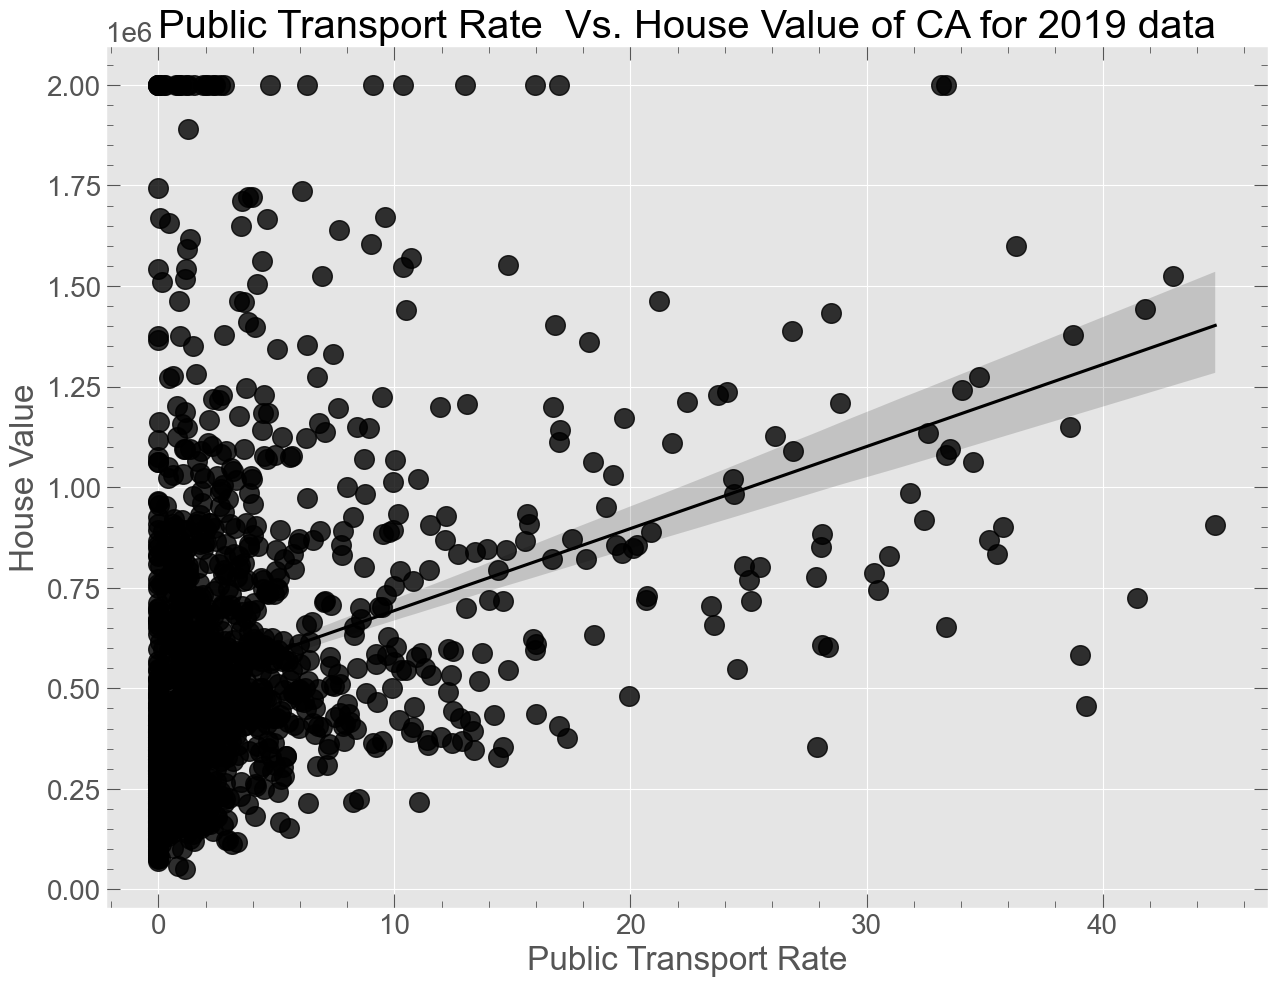 1e6 Public Transport Rate  Vs. House Value of CA for 2019 data
2.00
1.75
1.50
1.25
1.00
0.75
0.50
0.25
0.00
House Value
0 10 20 30 40
Public Transport Rate